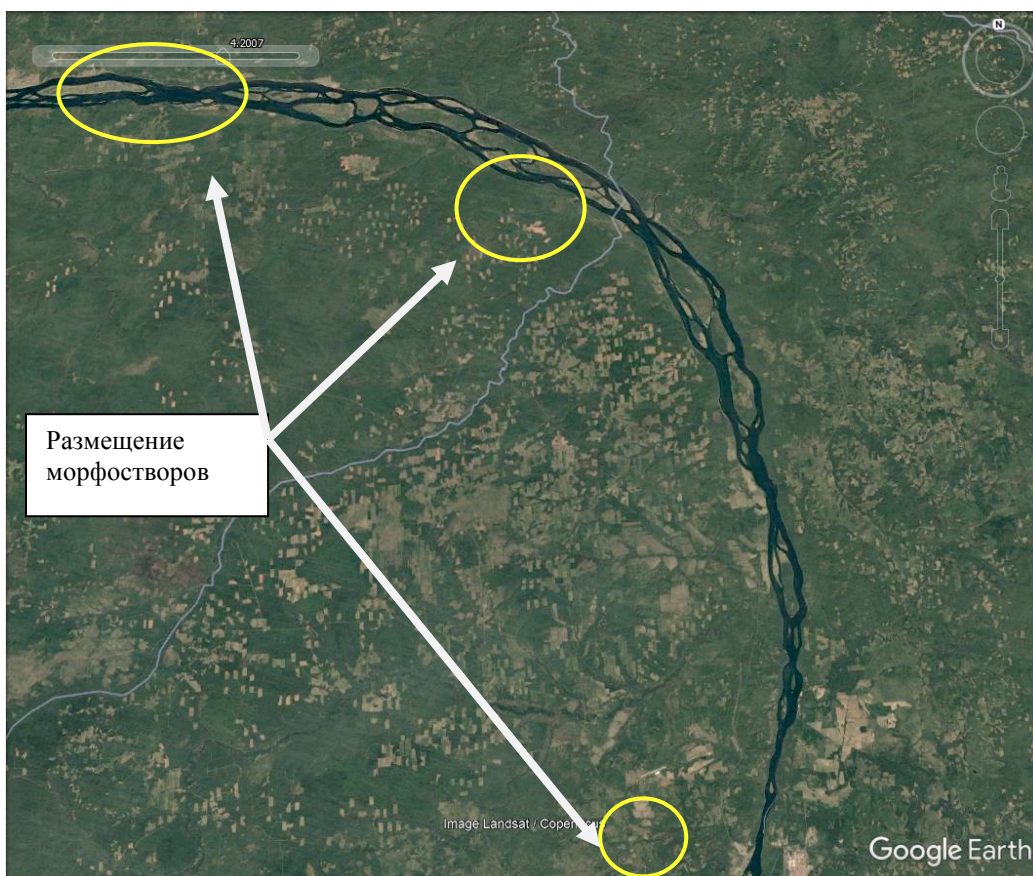 4.2007
N
Размещение
морфостворов
Image Landsat / Copernicus
Google Earth